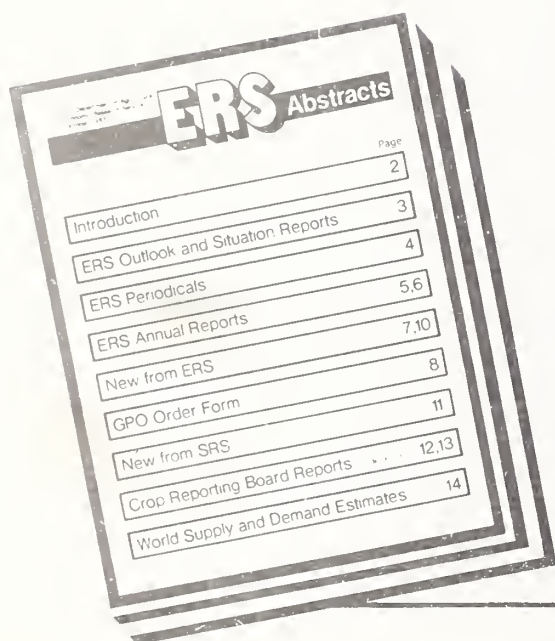 ERS Abstracts
Page
Introduction 2
ERS Outlook and Situation Reports 3
ERS Periodicals 4
ERS Annual Reports 5,6
New from ERS 7,10
GPO Order Form 8
New from SRS 11
Crop Reporting Board Reports . . . 12,13
World Supply and Demand Estimates 14